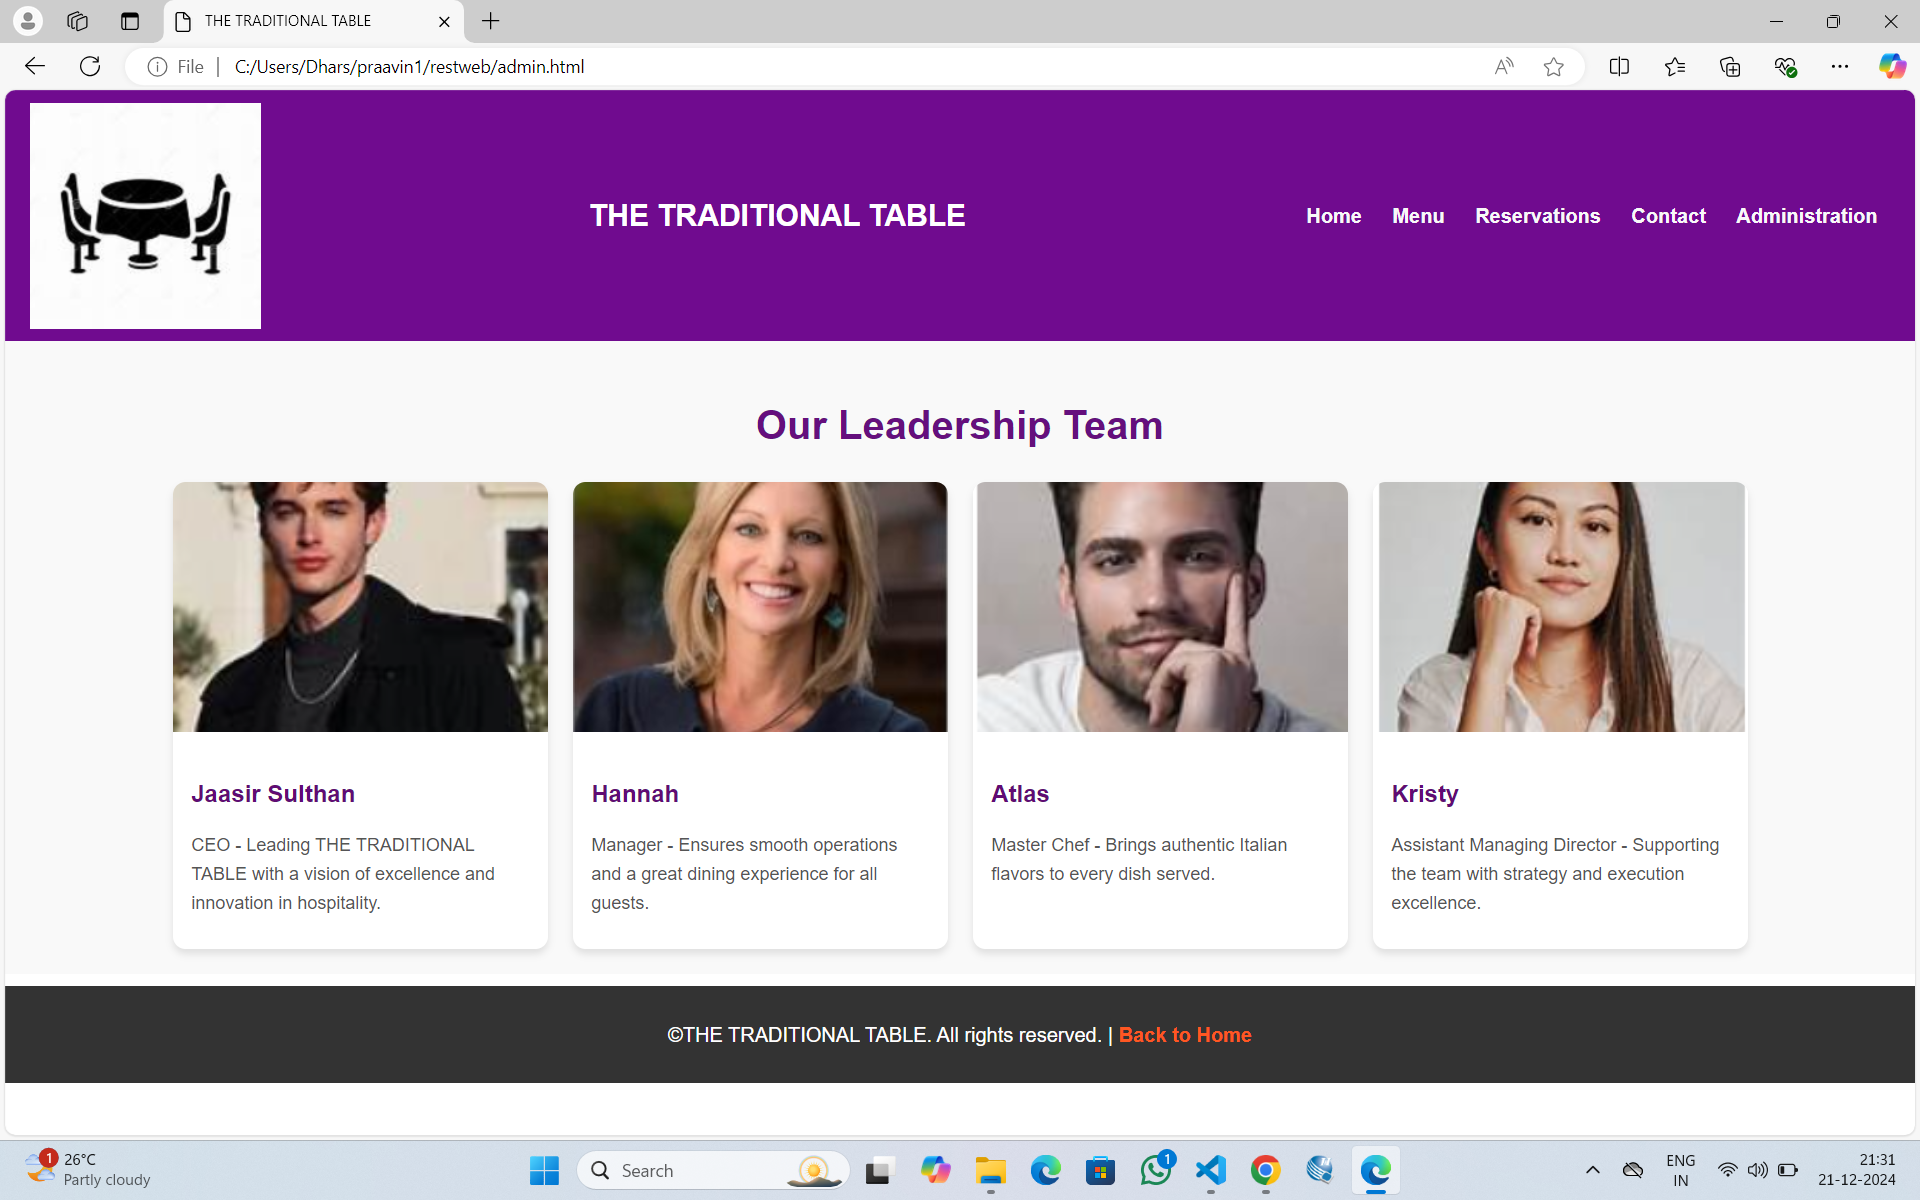 THE TRADITIONAL TABLE
File
C:/Users/Dhars/praavin1/restweb/admin.html
THE TRADITIONAL TABLE
Home Menu Reservations Contact Administration
Our Leadership Team
Jaasir Sulthan
CEO - Leading THE TRADITIONAL
TABLE with a vision of excellence and
innovation in hospitality.
Hannah
Manager - Ensures smooth operations
and a great dining experience for all
guests.
Atlas
Master Chef - Brings authentic Italian
flavors to every dish served.
Kristy
Assistant Managing Director - Supporting
the team with strategy and execution
excellence.
©THE TRADITIONAL TABLE. All rights reserved. | Back to Home
1
26°C
Partly cloudy
Search
1
ENG
IN
21:31
21-12-2024